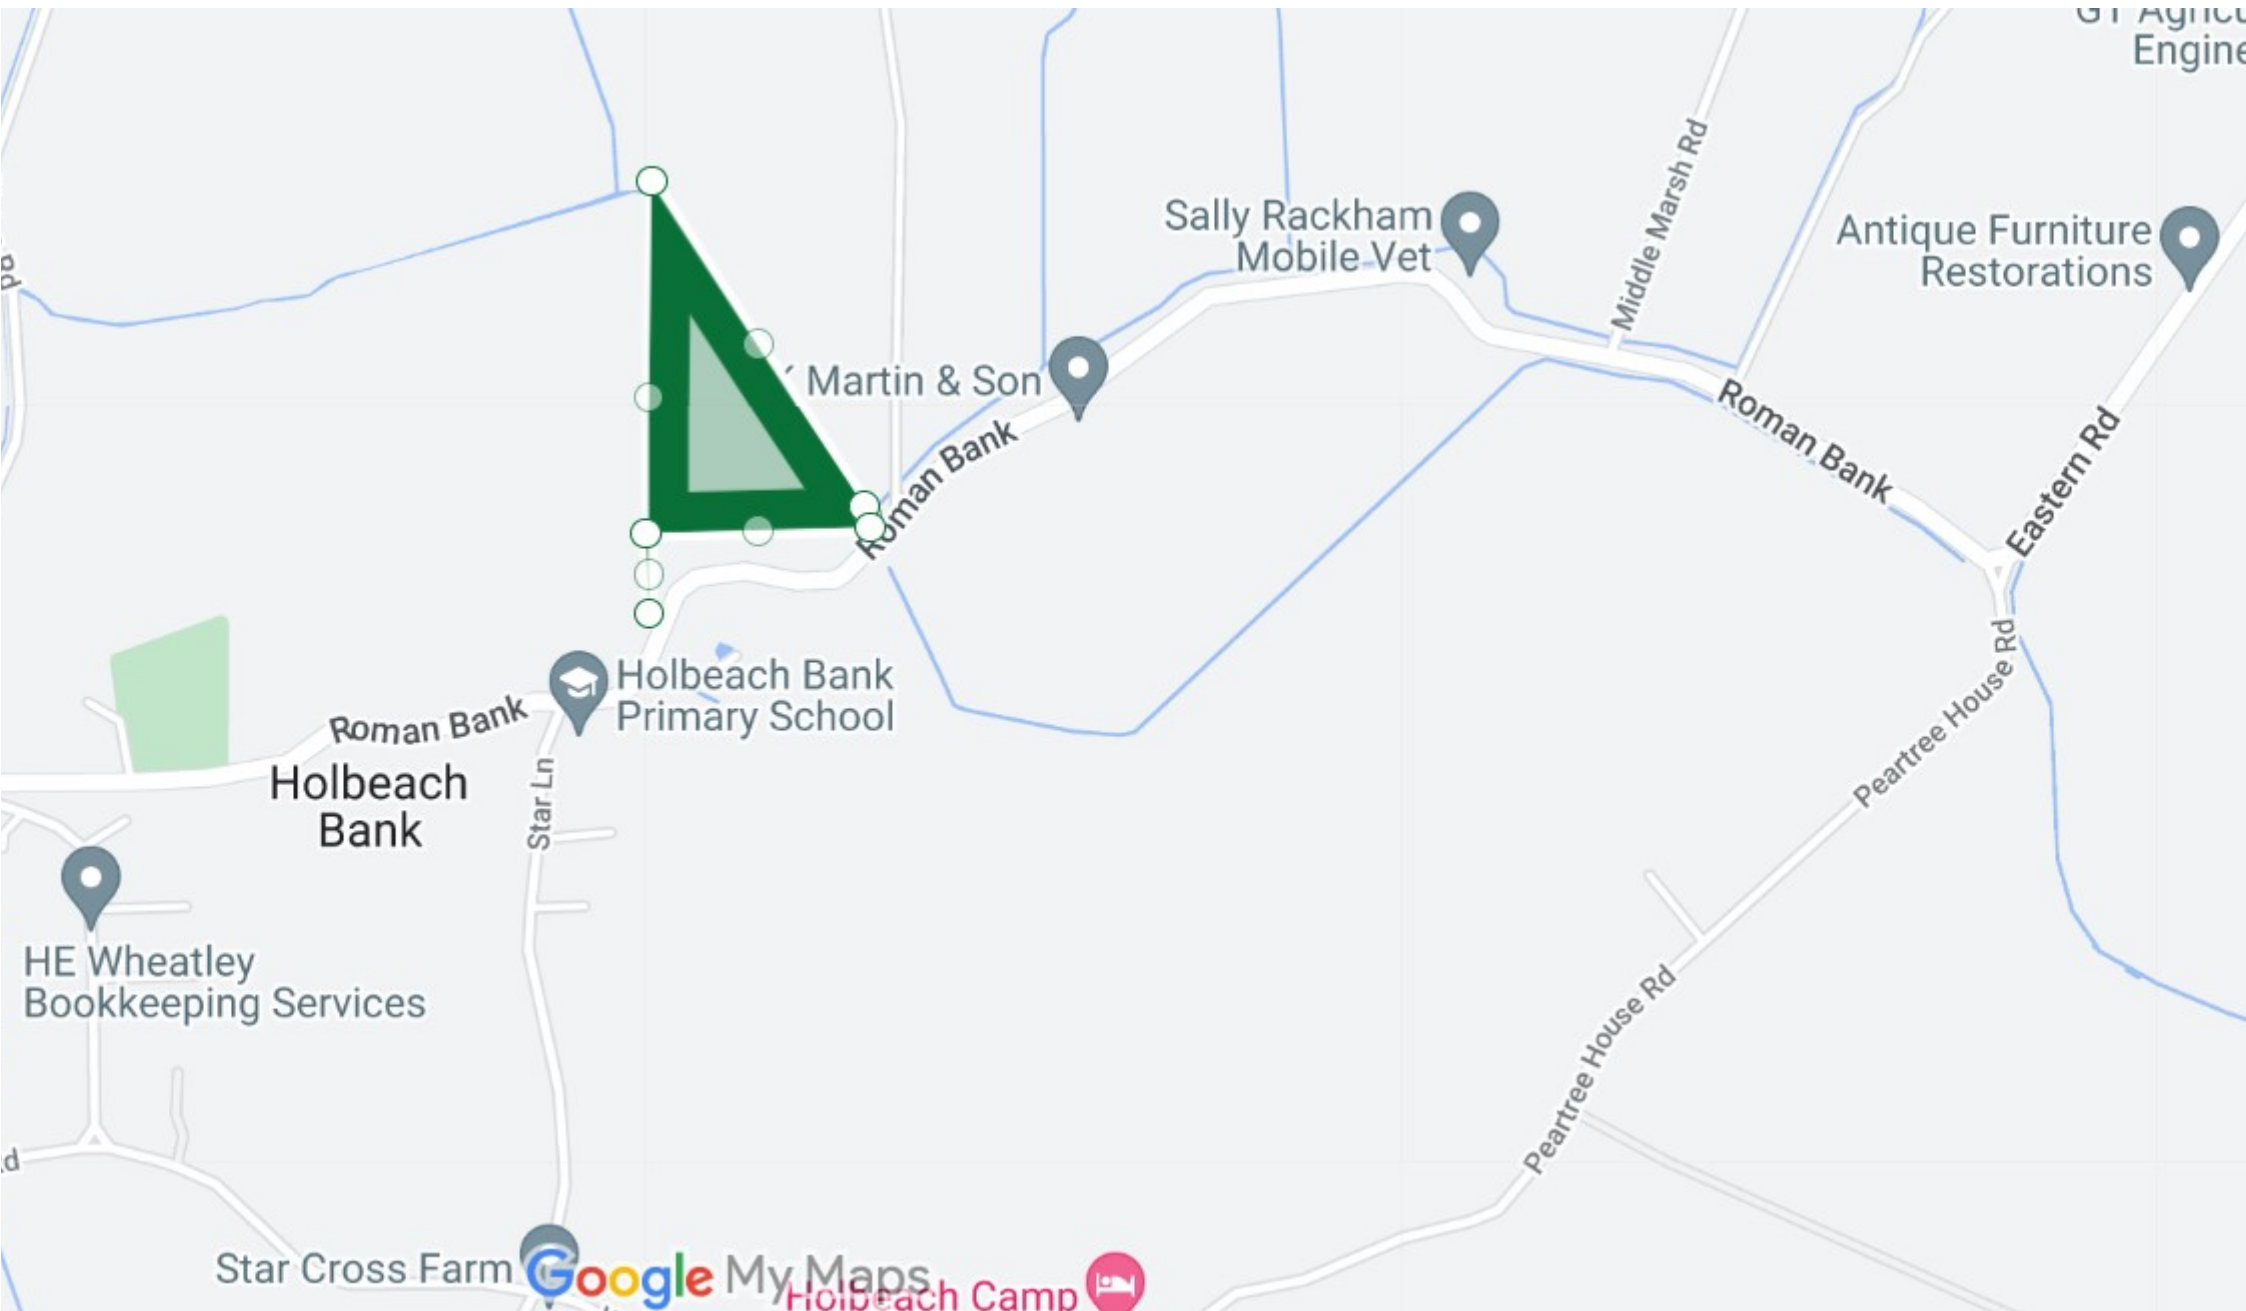 GT Agricu
Engine
Sally Rackham
Mobile Vet
Middle Marsh Rd
Antique Furniture
Restorations
Rd
Martin & Son
Roman Bank
Roman Bank
Eastern Rd
Holbeach Bank
Primary School
Roman Bank
Holbeach
Bank
Star Ln
Peartree House Rd
HE Wheatley
Bookkeeping Services
Peartree House Rd
Star Cross Farm
Google My Maps
Holbeach Camp